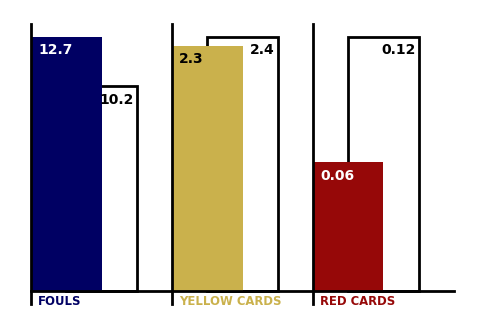 12.7
10.2
2.3
2.4
0.06
0.12
FOULS
YELLOW CARDS
RED CARDS